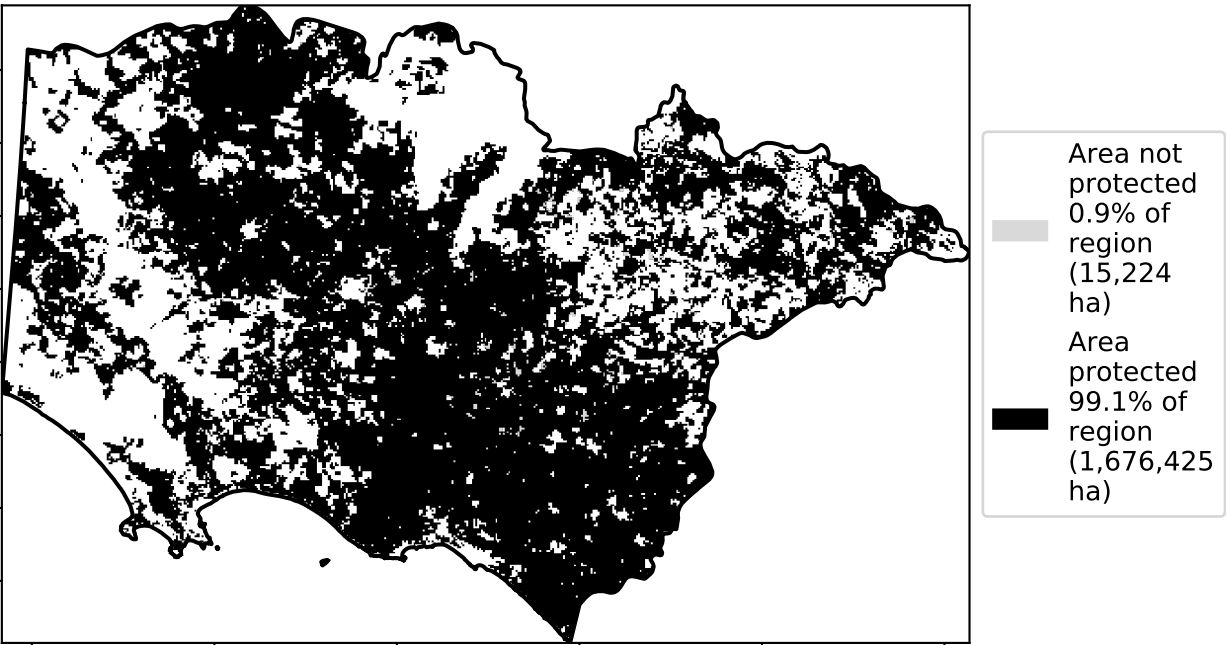 Area not
protected
0.9% of
region
(15,224
ha)
Area
protected
99.1% of
region
(1,676,425
ha)